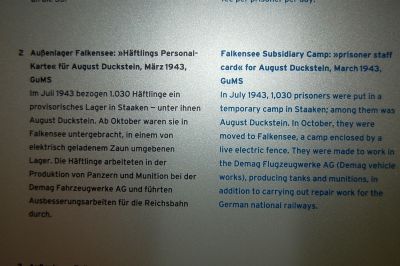 2 Außenlager Falkensee: »Häftlings Personal-
Karte« für August Duckstein, März 1943,
GuMS
Im Juli 1943 bezogen 1.030 Häftlinge ein
provisorisches Lager in Staaken – unter ihnen
August Duckstein. Ab Oktober waren sie in
Falkensee untergebracht, in einem von
elektrisch geladenem Zaun umgebenen
Lager. Die Häftlinge arbeiteten in der
Produktion von Panzern und Munition bei der
Demag Fahrzeugwerke AG und führten
Ausbesserungsarbeiten für die Reichsbahn
durch.
Falkensee Subsidiary Camp: »prisoner staff
card« for August Duckstein, March 1943,
GuMS
In July 1943, 1,030 prisoners were put in a
temporary camp in Staaken; among them was
August Duckstein. In October, they were
moved to Falkensee, a camp enclosed by a
live electric fence. They were made to work in
the Demag Flugzeugwerke AG (Demag vehicle
works), producing tanks and munitions, in
addition to carrying out repair work for the
German national railways.